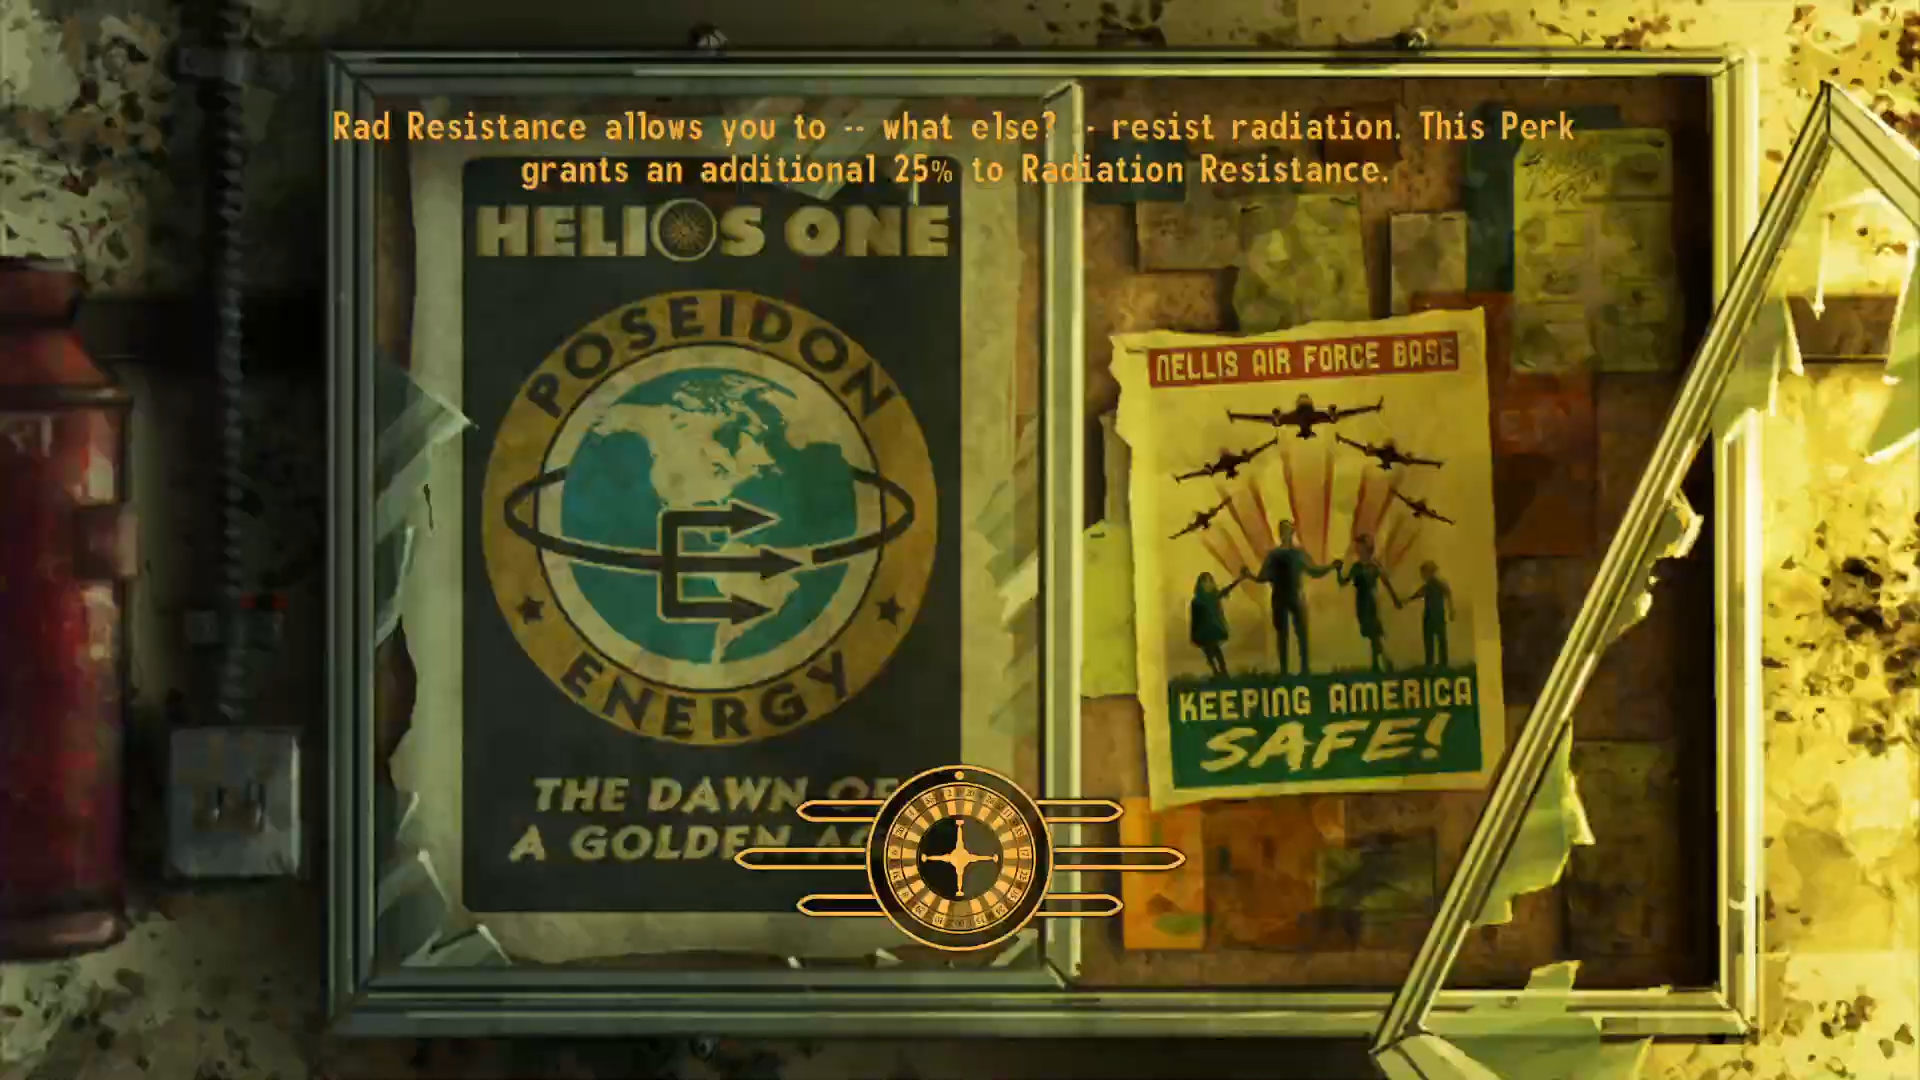 Rad Resistance allows you to -- what else? -- resist radiation. This Perk
grants an additional 25% to Radiation Resistance.
HELIOS ONE
POSEIDON
ENERGY
THE DAWN OF
A GOLDEN
NELLIS AIR FORCE BASE
KEEPING AMERICA
SAFE!